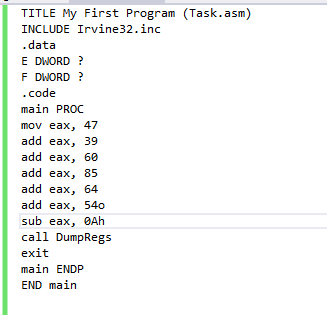 TITLE My First Program (Task.asm)
INCLUDE Irvine32.inc
.data
E DWORD ?
F DWORD ?
.code
main PROC
mov eax, 47
add eax, 39
add eax, 60
add eax, 85
add eax, 64
add eax, 54o
sub eax, 0Ah
call DumpRegs
exit
main ENDP
END main